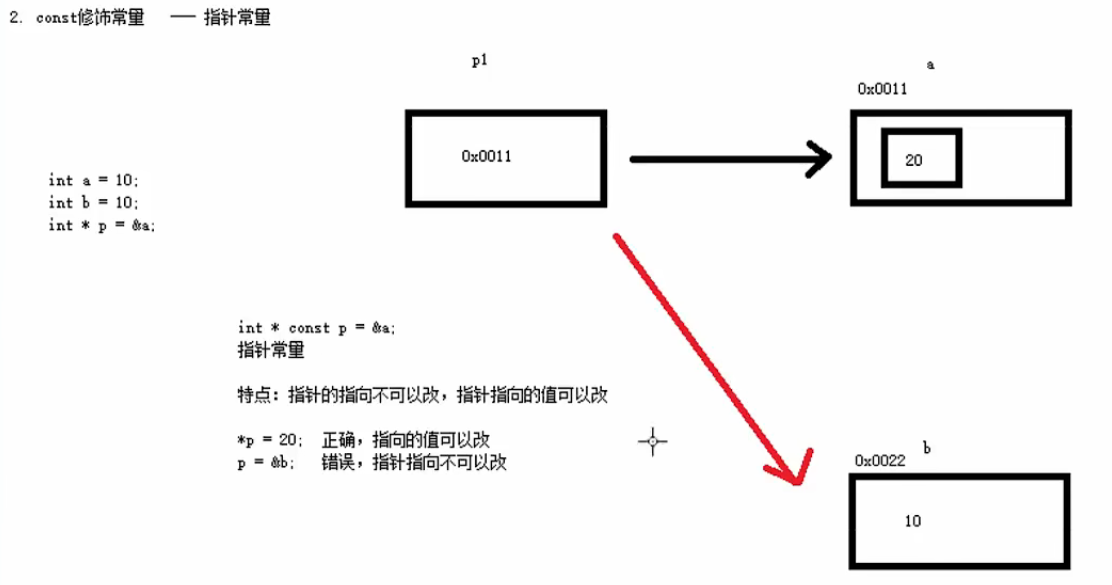 2. const修饰常量 —— 指针常量
p1
a
0x0011
0x0011
20
int a = 10;
int b = 10;
int * p = &a;
int * const p = &a;
指针常量
特点：指针的指向不可以改，指针指向的值可以改
*p = 20; 正确，指向的值可以改
p = &b; 错误，指针指向不可以改
b
0x0022
10